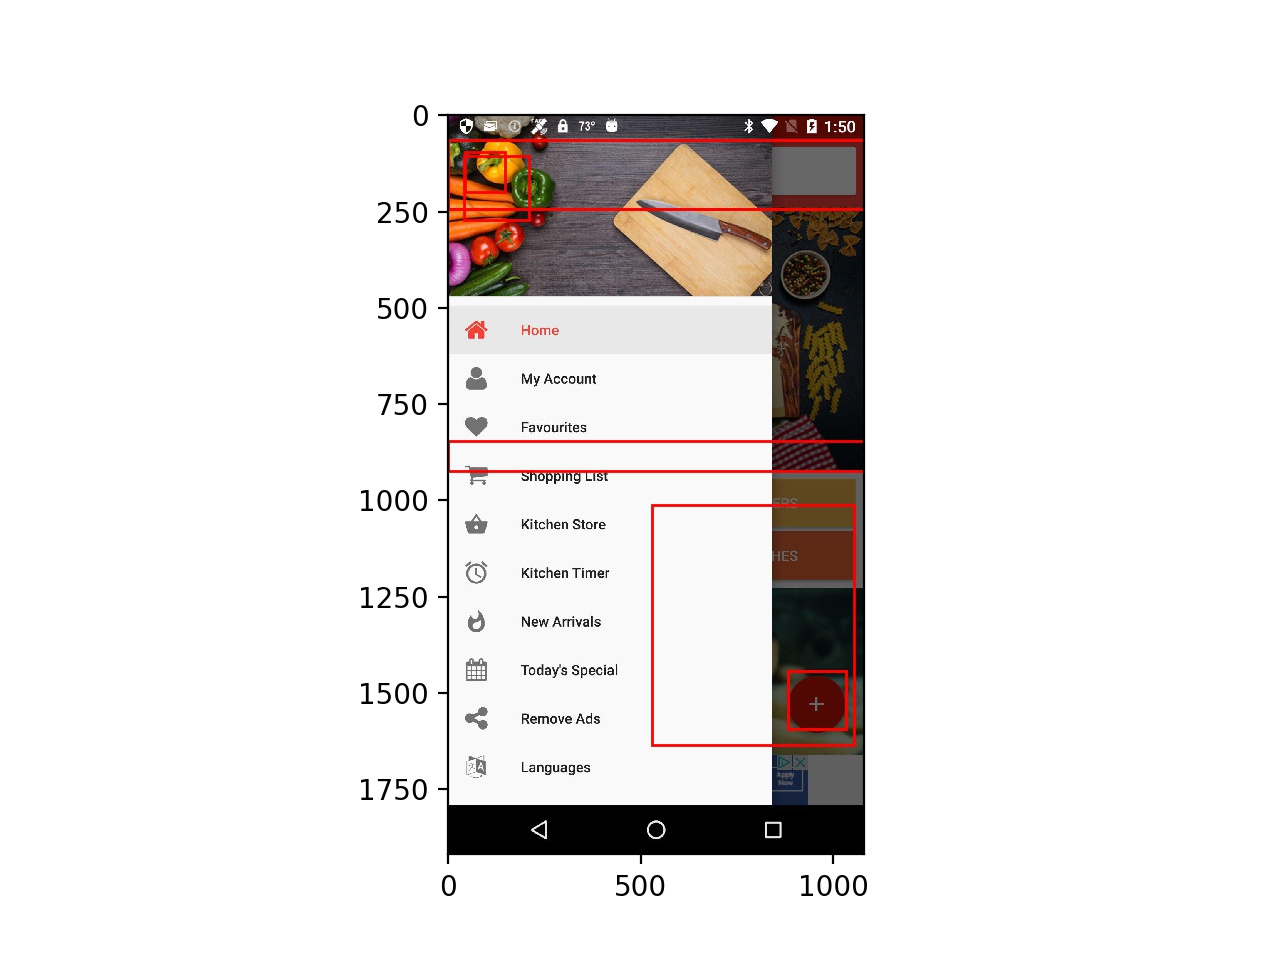 0
250
500
750
1000
1250
1500
1750
0 500 1000
73° 1:50
Home
My Account
Favourites
Shopping List
ERS
Kitchen Store
HES
Kitchen Timer
New Arrivals
Today's Special
+
Remove Ads
Languages
Apply
Now